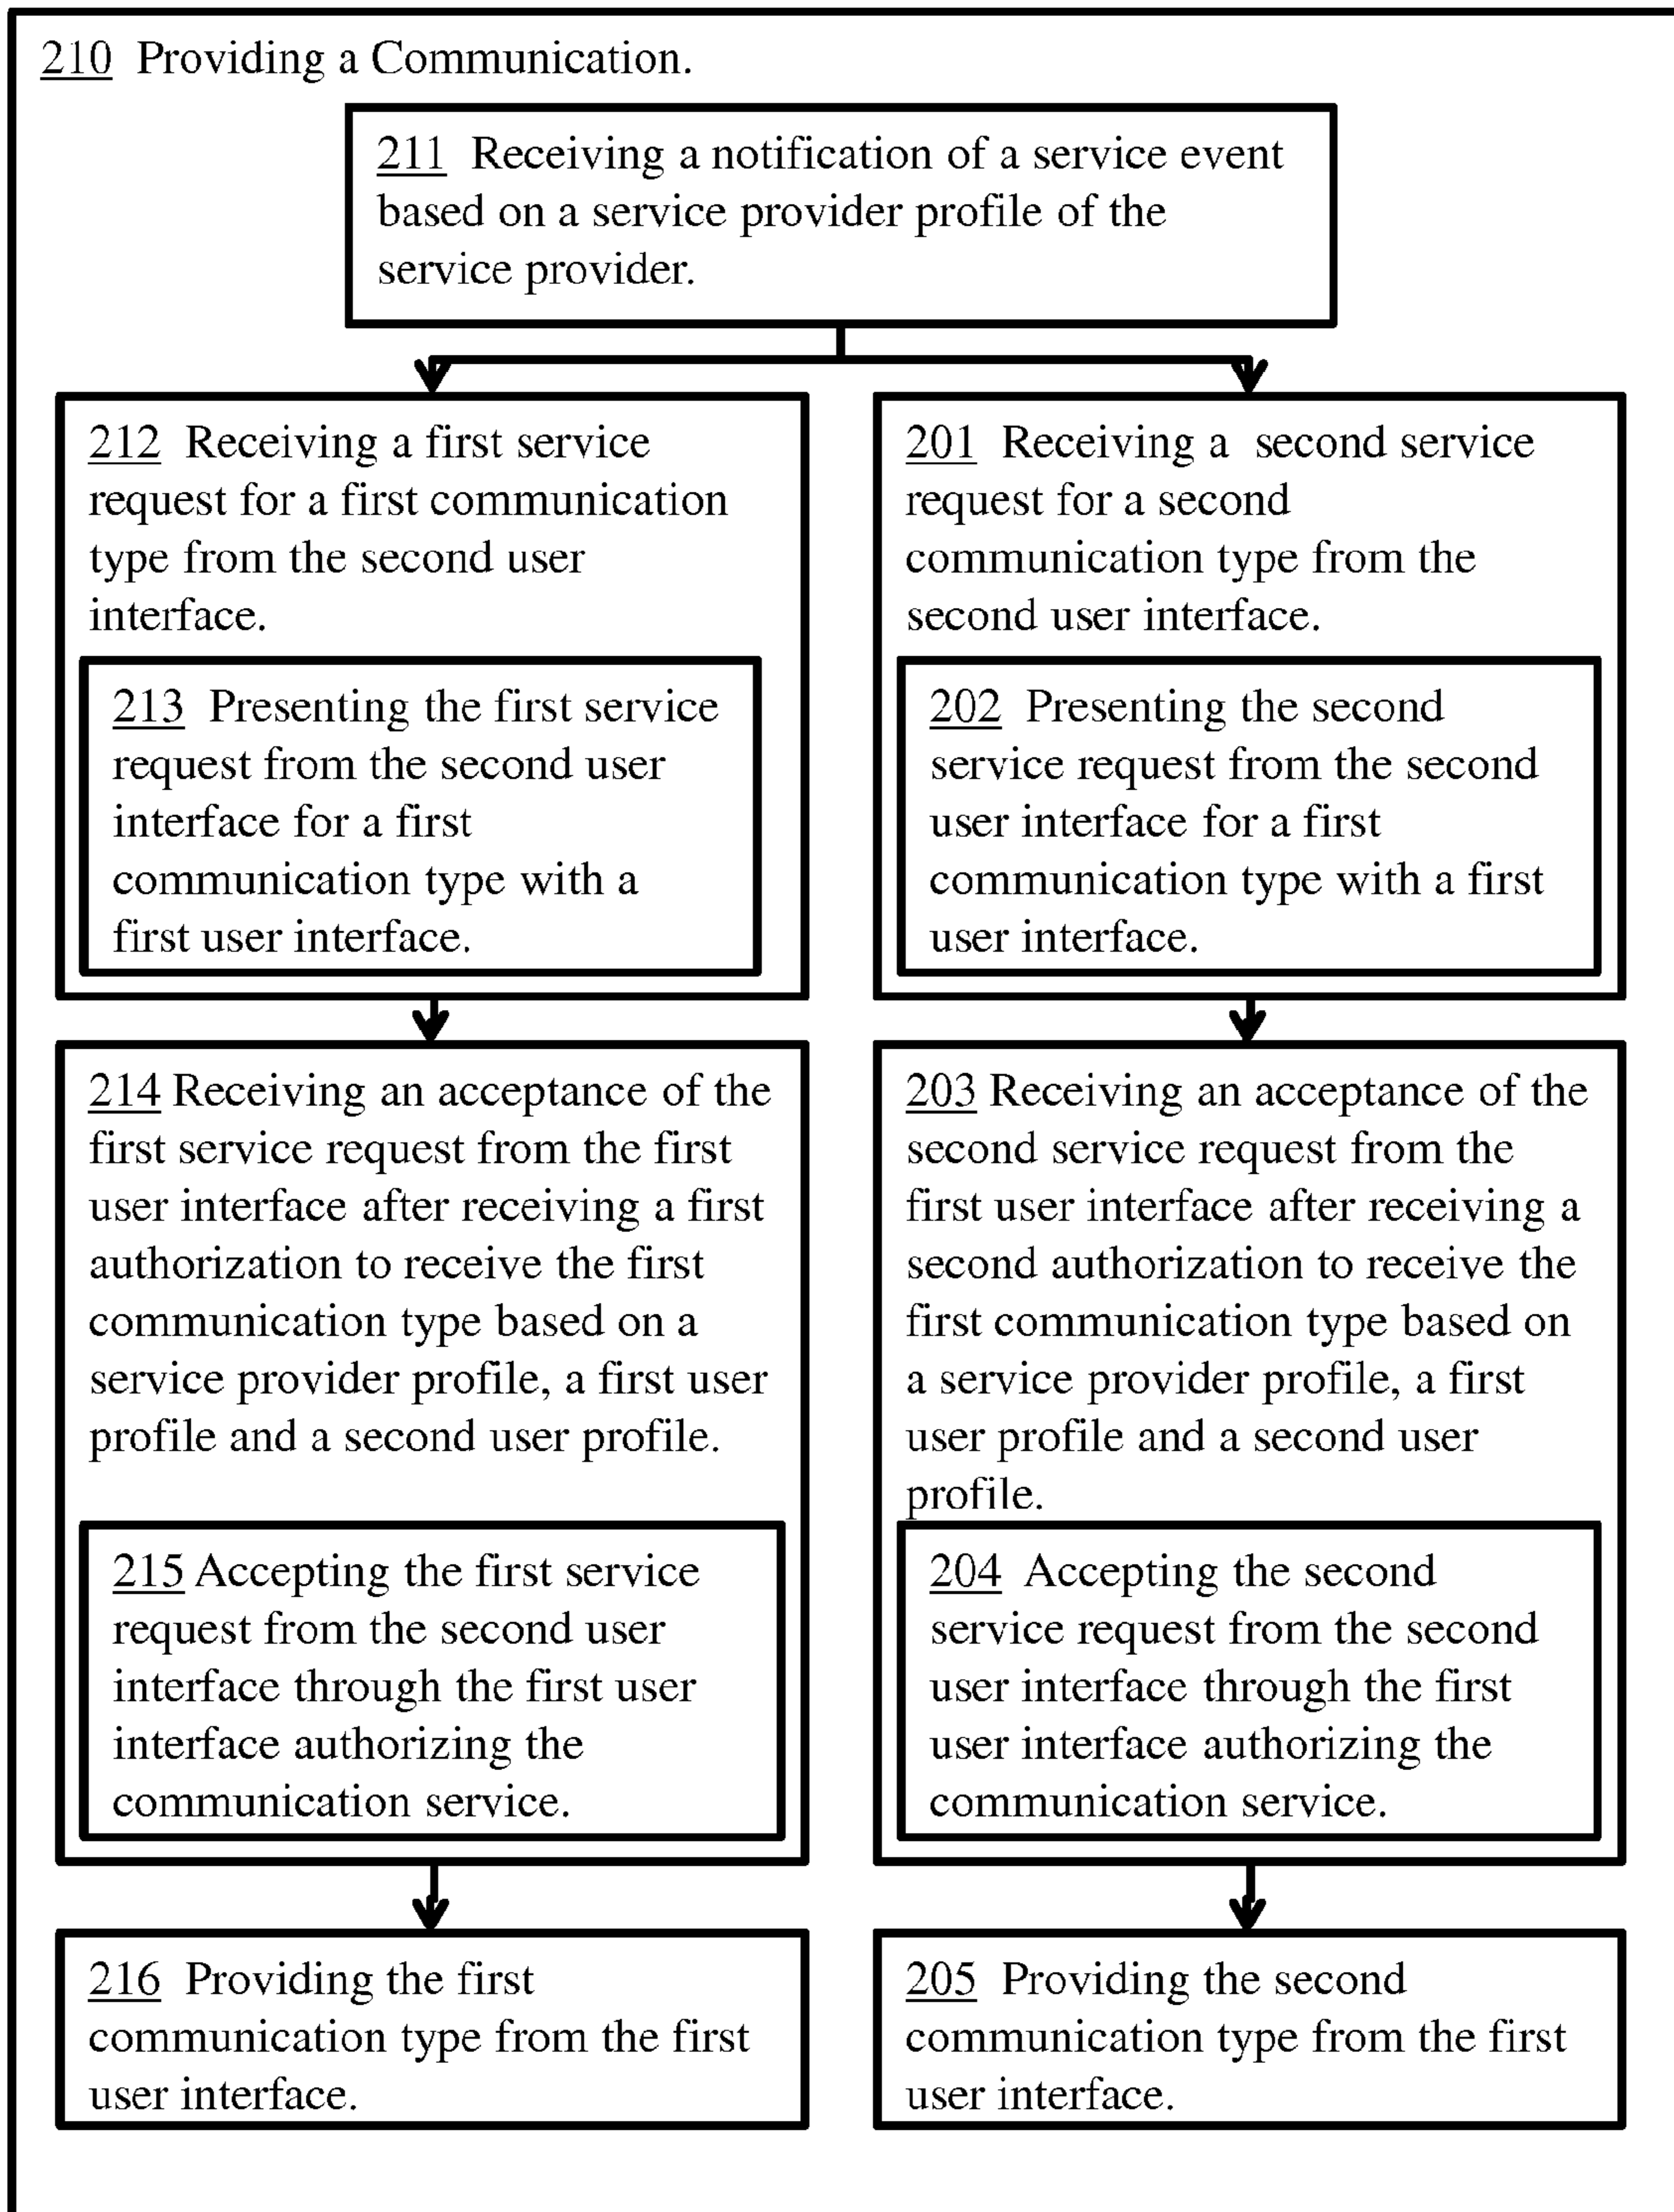 210 Providing a Communication.
211 Receiving a notification of a service event
based on a service provider profile of the
service provider.
212 Receiving a first service
request for a first communication
type from the second user
interface.
213 Presenting the first service
request from the second user
interface for a first
communication type with a
first user interface.
214 Receiving an acceptance of the
first service request from the first
user interface after receiving a first
authorization to receive the first
communication type based on a
service provider profile, a first user
profile and a second user profile.
215 Accepting the first service
request from the second user
interface through the first user
interface authorizing the
communication service.
216 Providing the first
communication type from the first
user interface.
201 Receiving a second service
request for a second
communication type from the
second user interface.
202 Presenting the second
service request from the second
user interface for a first
communication type with a first
user interface.
203 Receiving an acceptance of the
second service request from the
first user interface after receiving a
second authorization to receive the
first communication type based on
a service provider profile, a first
user profile and a second user
profile.
204 Accepting the second
service request from the second
user interface through the first
user interface authorizing the
communication service.
205 Providing the second
communication type from the first
user interface.